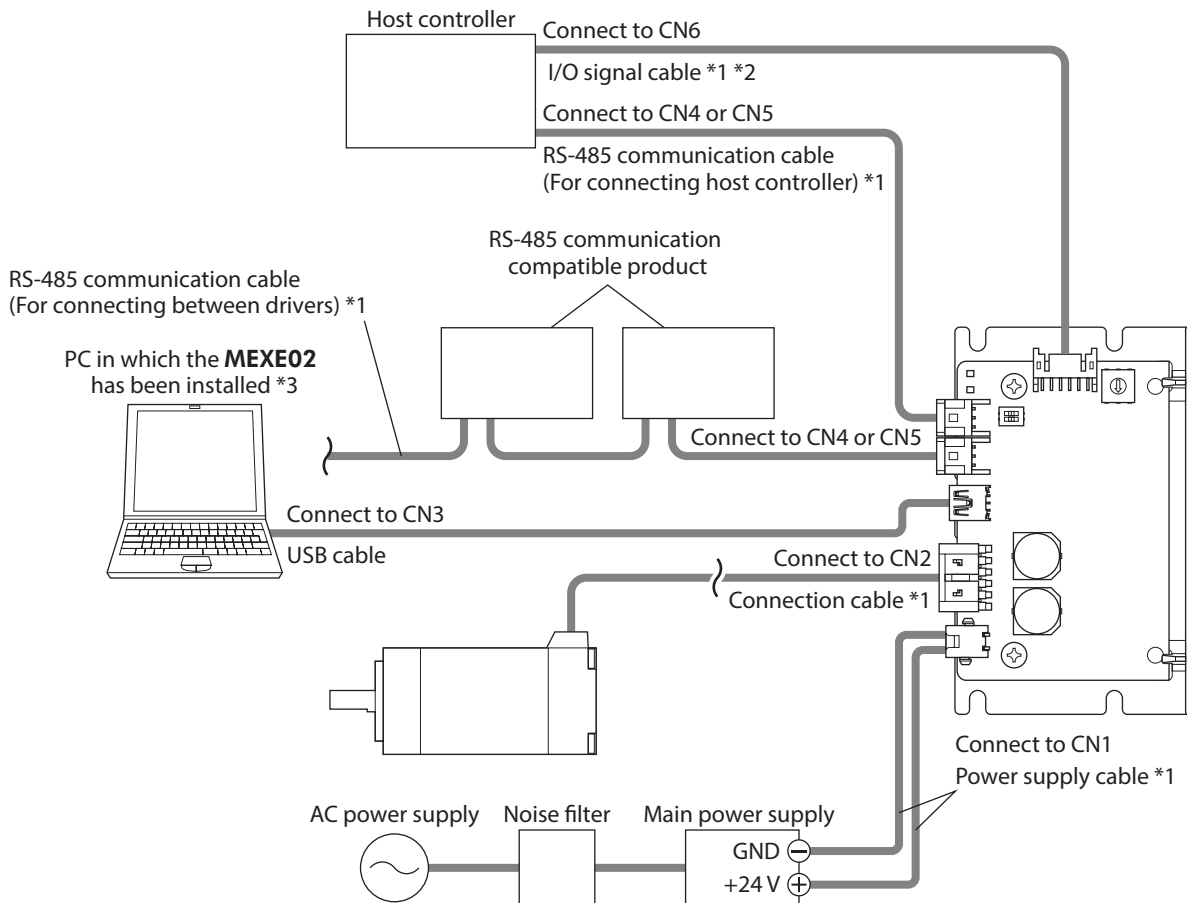 Host controller
Connect to CN6
I/O signal cable *1 *2
Connect to CN4 or CN5
RS-485 communication cable
(For connecting host controller) *1
RS-485 communication
compatible product
RS-485 communication cable
(For connecting between drivers) *1
PC in which the MEXE02
has been installed *3
Connect to CN4 or CN5
Connect to CN3
USB cable
Connect to CN2
Connection cable *1
Connect to CN1
Power supply cable *1
AC power supply
Noise filter
Main power supply
GND
+24 V